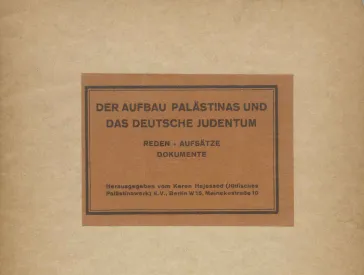 DER AUFBAU PALÄSTINAS UND
DAS DEUTSCHE JUDENTUM
REDEN - AUFSÄTZE
DOKUMENTE
Herausgegeben vom Keren Hajessod (Jüdisches
Palästinawerk) E.V., Berlin W 15, Meinekestraße 10